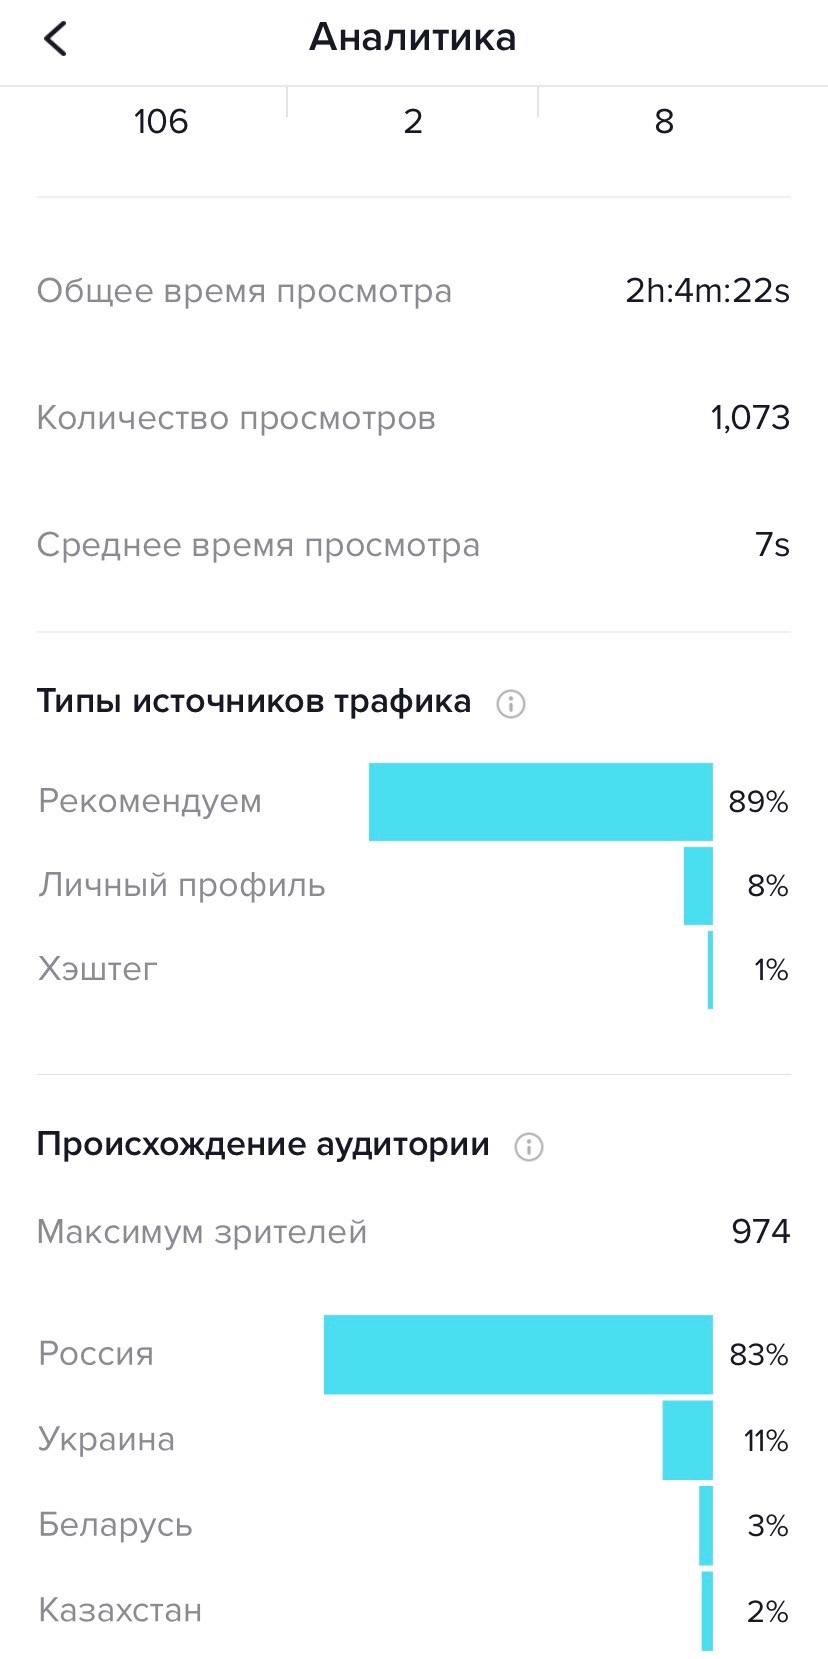 Аналитика
106 2 8
Общее время просмотра 2h:4m:22s
Количество просмотров 1,073
Среднее время просмотра 7s
Типы источников трафика
Рекомендуем 89%
Личный профиль 8%
Хэштег 1%
Происхождение аудитории
Максимум зрителей 974
Россия 83%
Украина 11%
Беларусь 3%
Казахстан 2%